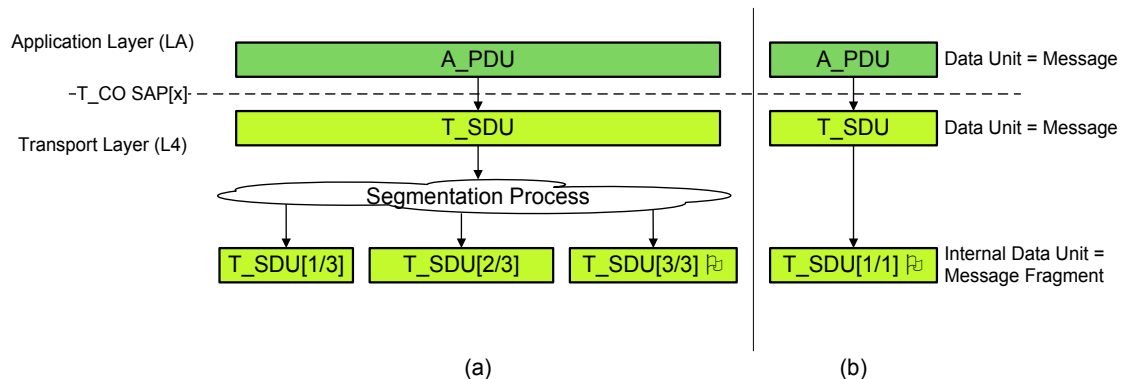 Application Layer (LA)
A_PDU
A_PDU
Data Unit = Message
T_CO SAP[x]
T_SDU
T_SDU
Data Unit = Message
Transport Layer (L4)
Segmentation Process
T_SDU[1/3]
T_SDU[2/3]
T_SDU[3/3]
T_SDU[1/1]
Internal Data Unit =
Message Fragment
(a)
(b)